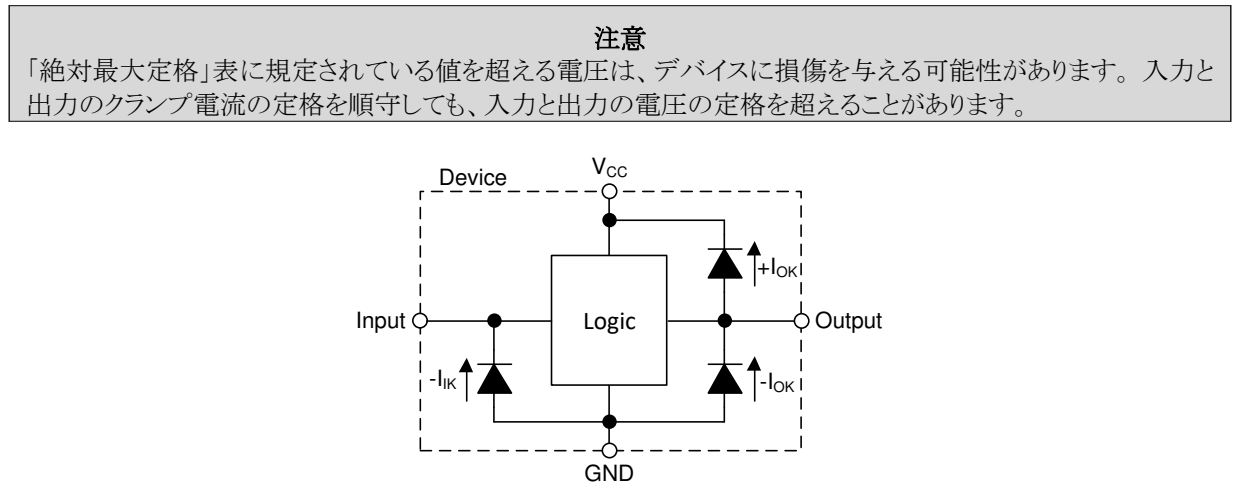 注意
「絶対最大定格」表に規定されている値を超える電圧は、デバイスに損傷を与える可能性があります。入力と
出力のクランプ電流の定格を順守しても、入力と出力の電圧の定格を超えることがあります。
VCC
Device
+IOK
Input
Logic
Output
-IIK
-IOK
GND